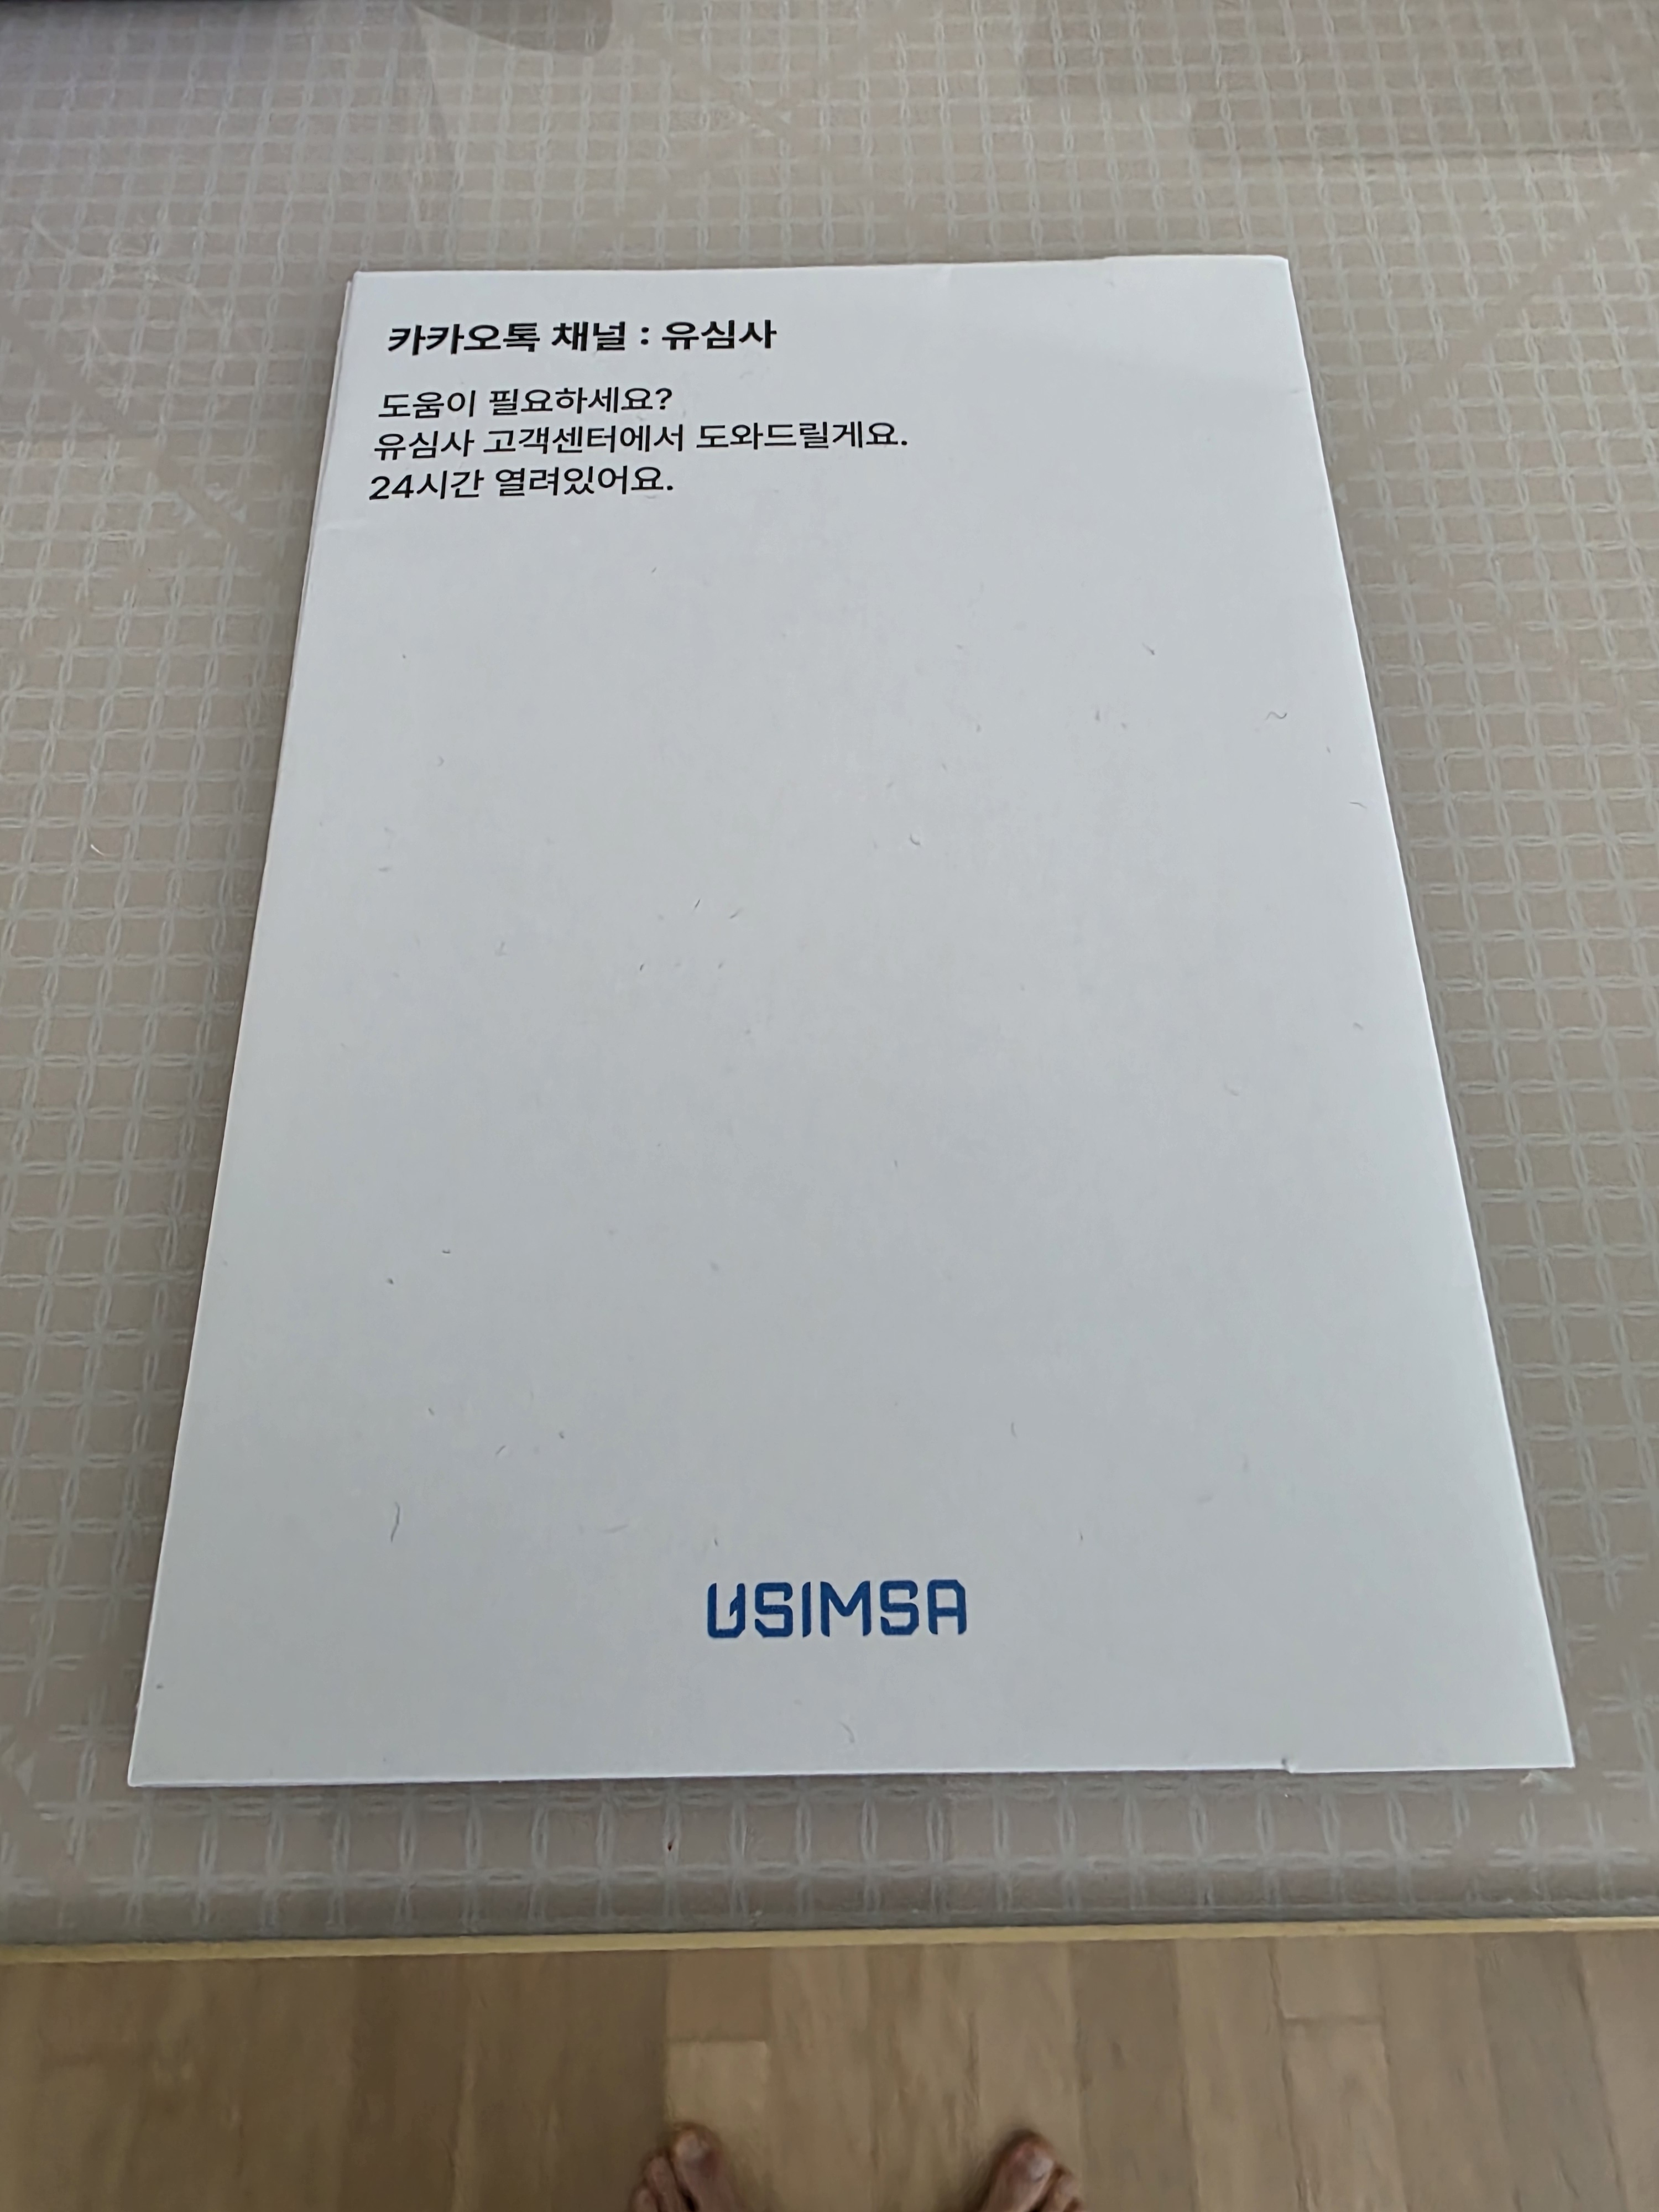 카카오톡 채널 : 유심사
도움이 필요하세요?
유심사 고객센터에서 도와드릴게요.
24시간 열려있어요.
USIMSA